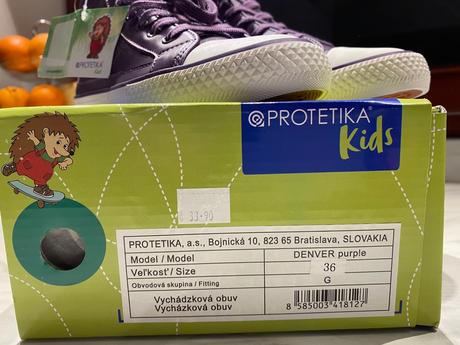 PROTETIKA
Kids
PROTETIKA®
Kids
33.90
PROTETIKA, a.s., Bojnická 10, 823 65 Bratislava, SLOVAKIA
Model / Model
DENVER purple
Veľkosť / Size
36
Obvodová skupina / Fitting
G
Vychádzková obuv
Vycházková obuv
8 585003 418127